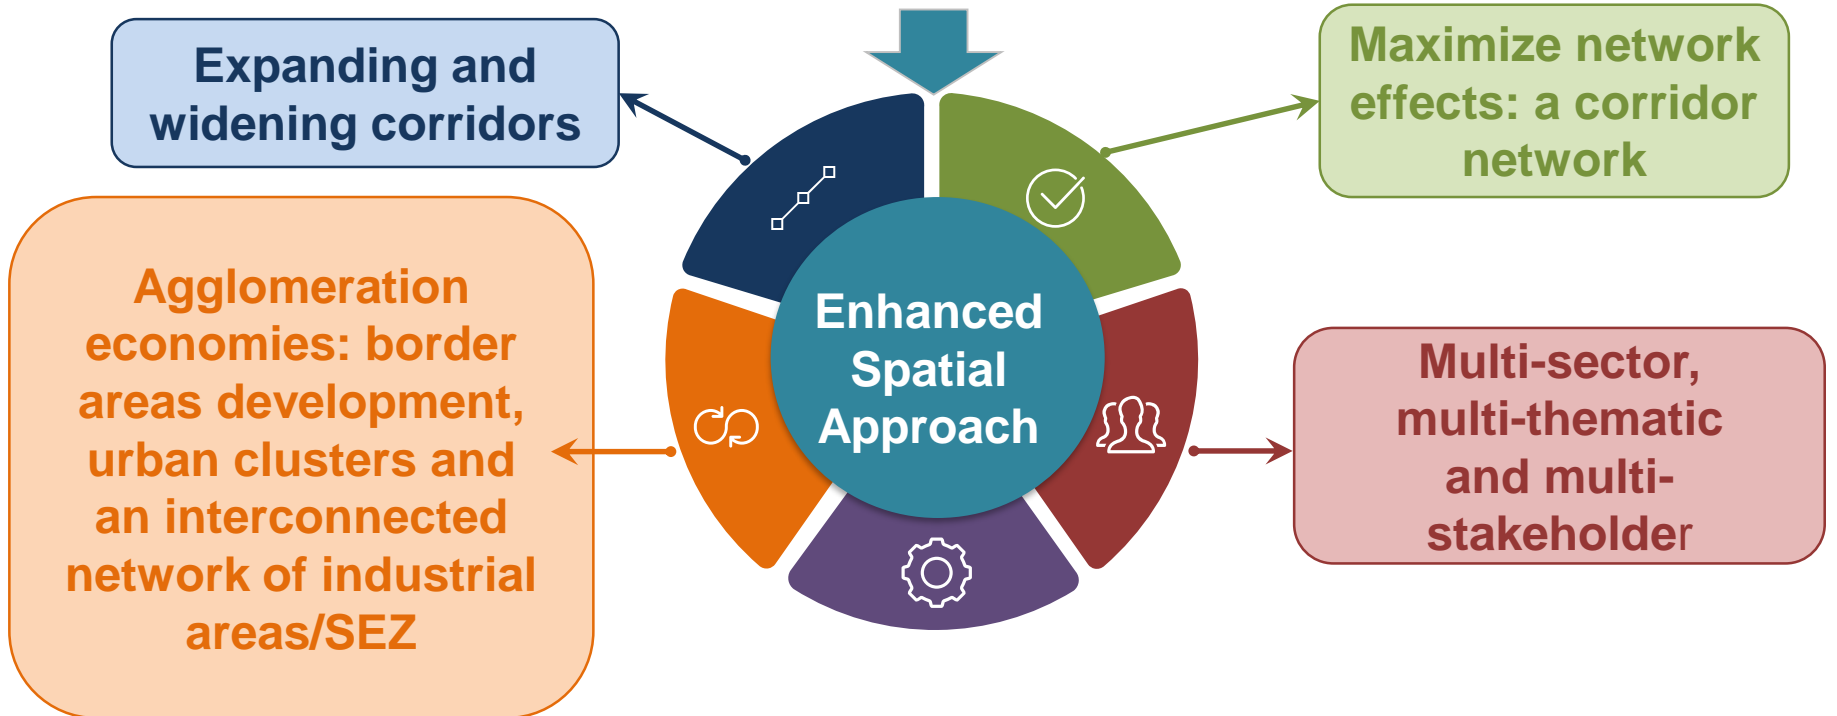 Expanding and
widening corridors
Maximize network
effects: a corridor
network
Agglomeration
economies: border
areas development,
urban clusters and
an interconnected
network of industrial
areas/SEZ
Enhanced
Spatial
Approach
Multi-sector,
multi-thematic
and multi-
stakeholder